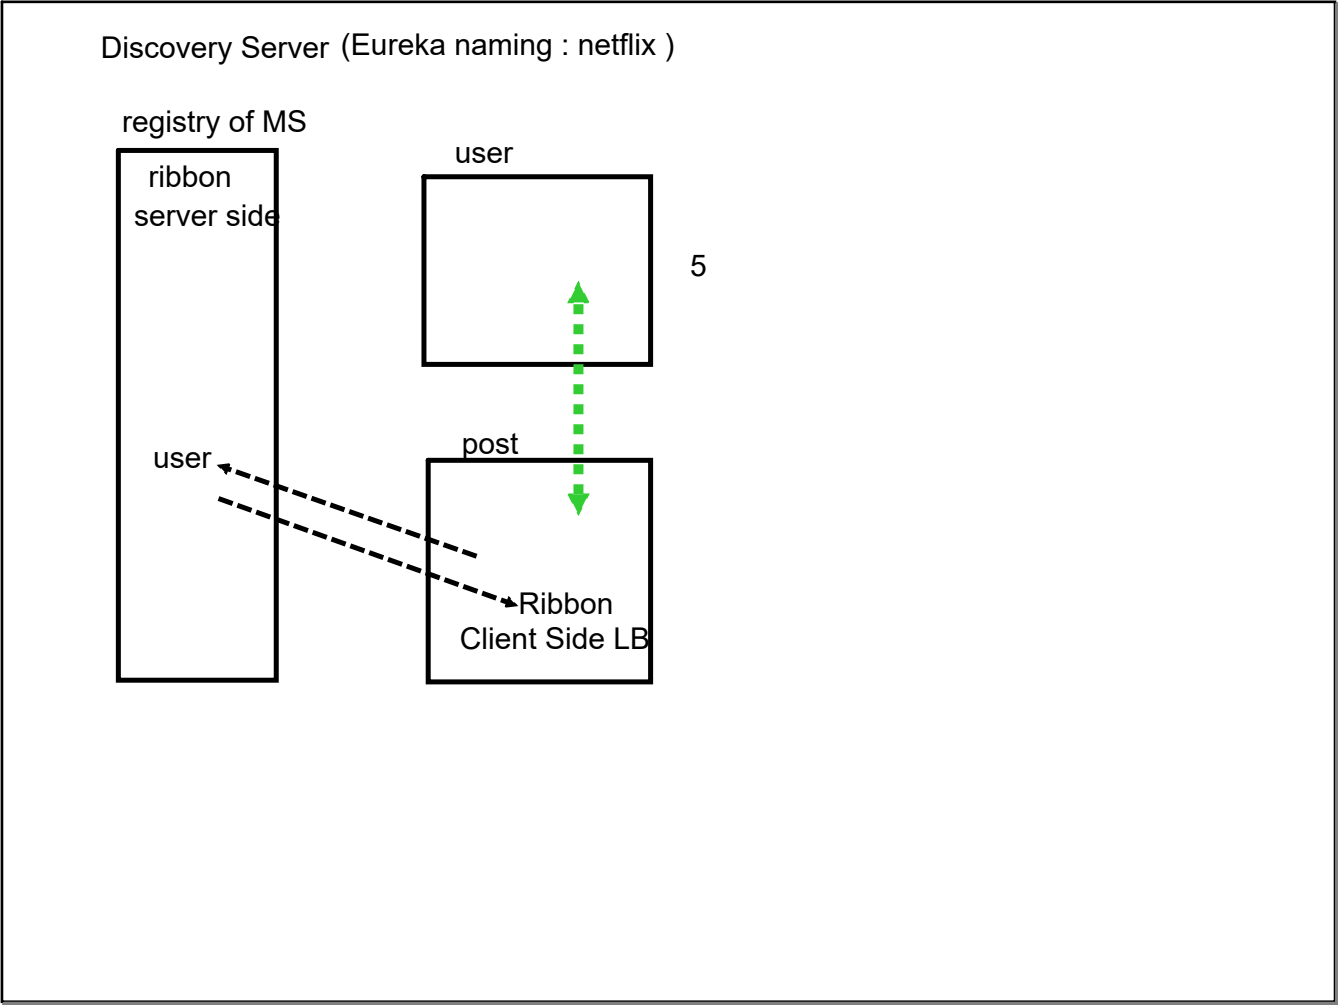 Discovery Server (Eureka naming : netflix )
registry of MS
ribbon
server side
user
5
user
post
Ribbon
Client Side LB